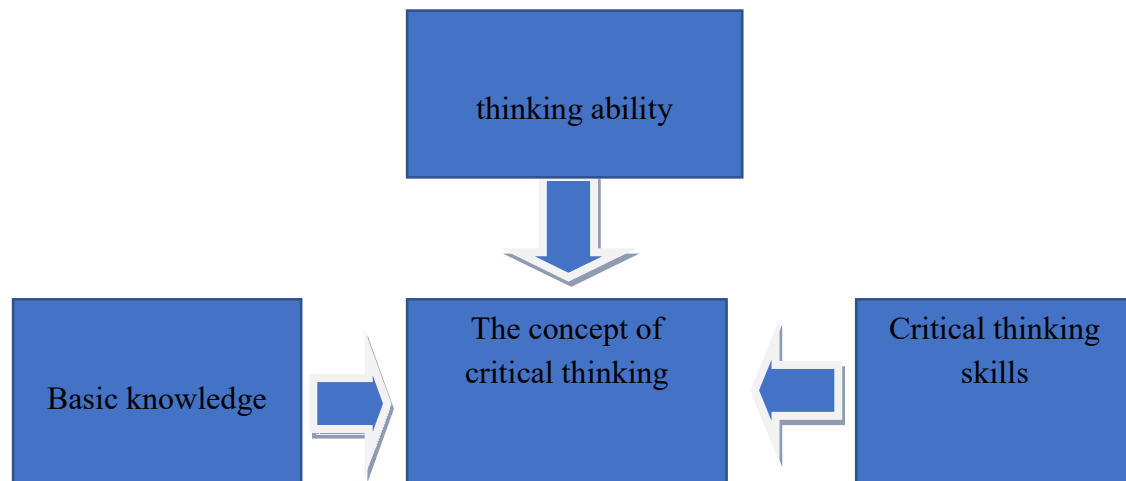 thinking ability
Basic knowledge
The concept of
critical thinking
Critical thinking
skills